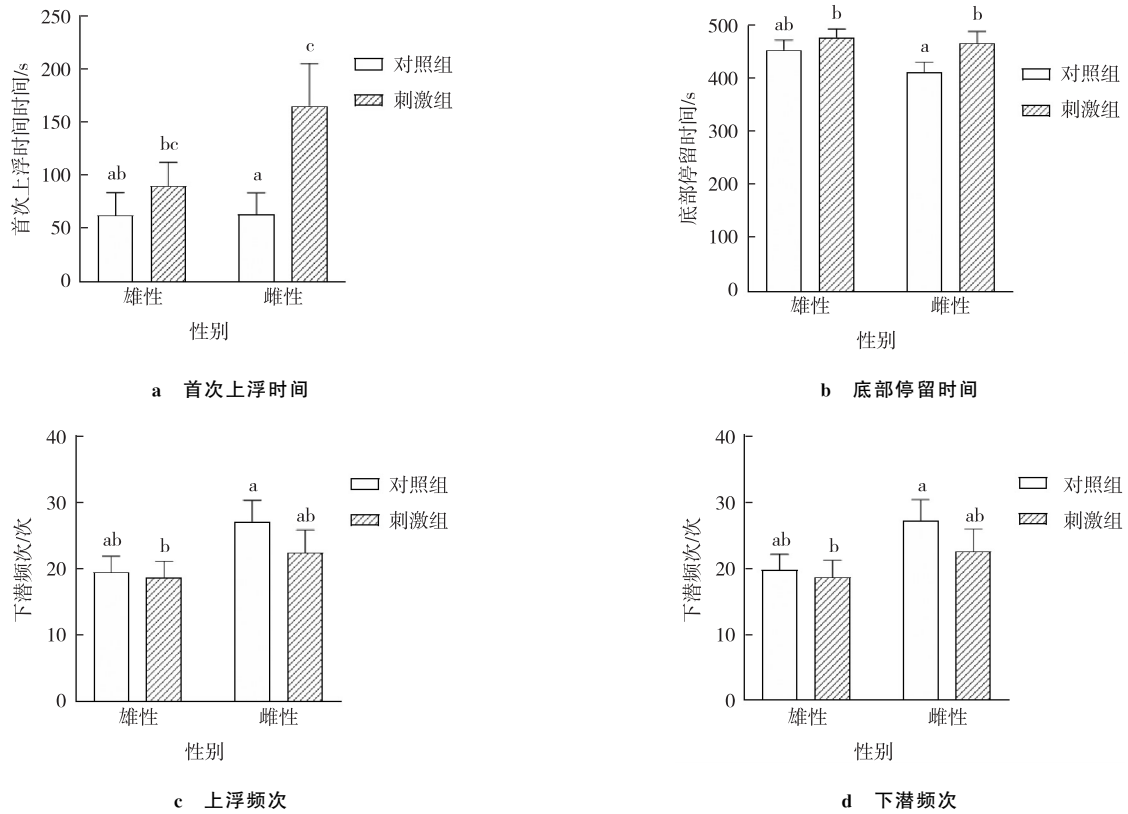 首次上浮时间时间/s
250
200
150
100
50
0
ab
bc
a
c
对照组
刺激组
雄性
雌性
性别
a 首次上浮时间
底部停留时间/s
500
400
300
200
100
0
ab
b
a
b
对照组
刺激组
雄性
雌性
性别
b 底部停留时间
下潜频次/次
40
30
20
10
0
ab
b
a
ab
对照组
刺激组
雄性
雌性
性别
c 上浮频次
下潜频次/次
40
30
20
10
0
ab
b
a
ab
对照组
刺激组
雄性
雌性
性别
d 下潜频次